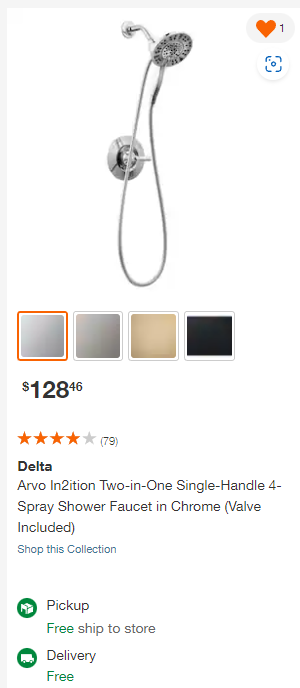 1
$128 46
(79)
Delta
Arvo In2ition Two-in-One Single-Handle 4-
Spray Shower Faucet in Chrome (Valve
Included)
Shop this Collection
Pickup
Free ship to store
Delivery
Free